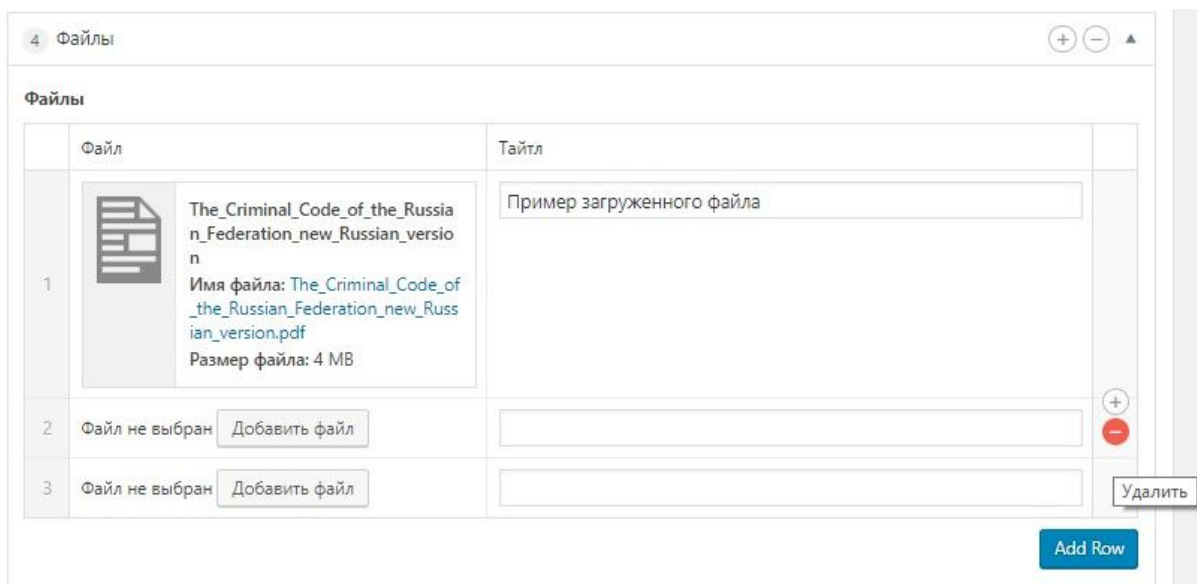 4 Файлы
Файлы
Файл Тайтл
1
The_Criminal_Code_of_the_Russia
n_Federation_new_Russian_versio
n
Имя файла: The_Criminal_Code_of
_the_Russian_Federation_new_Russ
ian_version.pdf
Размер файла: 4 MB
Пример загруженного файла
2 Файл не выбран Добавить файл
3 Файл не выбран Добавить файл
Удалить
Add Row